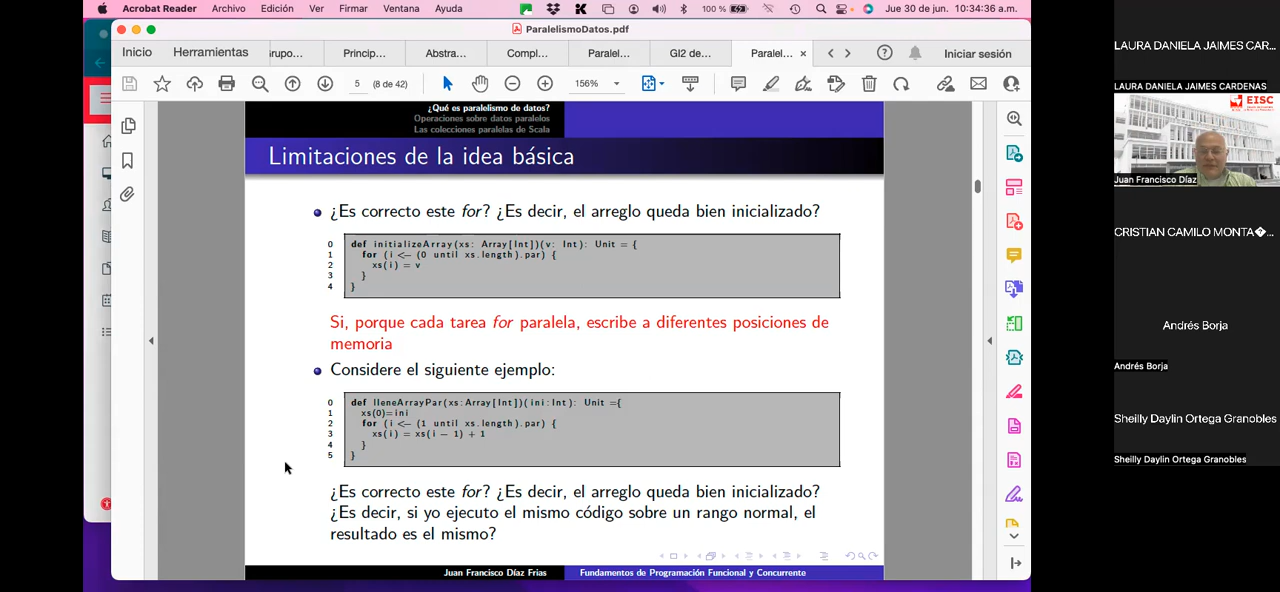 Acrobat Reader Archivo Edición Ver Firmar Ventana Ayuda 100 % Jue 30 de jun. 10:34:36 a.m.
ParalelismoDatos.pdf
Inicio Herramientas irupo... Princip... Abstra... Compl... Paralel... GI2 de... Paralel... × Iniciar sesión
5 (8 de 42) 156%
¿Qué es paralelismo de datos?
Operaciones sobre datos paralelos
Las colecciones paralelas de Scala
Limitaciones de la idea básica
¿Es correcto este for? ¿Es decir, el arreglo queda bien inicializado?
0 def initializeArray(xs: Array[Int])(v: Int): Unit = {
1 for (i <- (0 until xs.length).par) {
2 xs(i) = v
3 }
4 }
Si, porque cada tarea for paralela, escribe a diferentes posiciones de
memoria
Considere el siguiente ejemplo:
0 def lleneArrayPar(xs:Array[Int])(ini:Int): Unit ={
1 xs(0)=ini
2 for (i <- (1 until xs.length).par) {
3 xs(i) = xs(i - 1) + 1
4 }
5 }
¿Es correcto este for? ¿Es decir, el arreglo queda bien inicializado?
¿Es decir, si yo ejecuto el mismo código sobre un rango normal, el
resultado es el mismo?
Juan Francisco Díaz Frias Fundamentos de Programación Funcional y Concurrente
LAURA DANIELA JAIMES CAR...
LAURA DANIELA JAIMES CARDENAS
EISC
Juan Francisco Díaz
CRISTIAN CAMILO MONTA�...
Andrés Borja
Andrés Borja
Sheilly Daylin Ortega Granobles
Sheilly Daylin Ortega Granobles